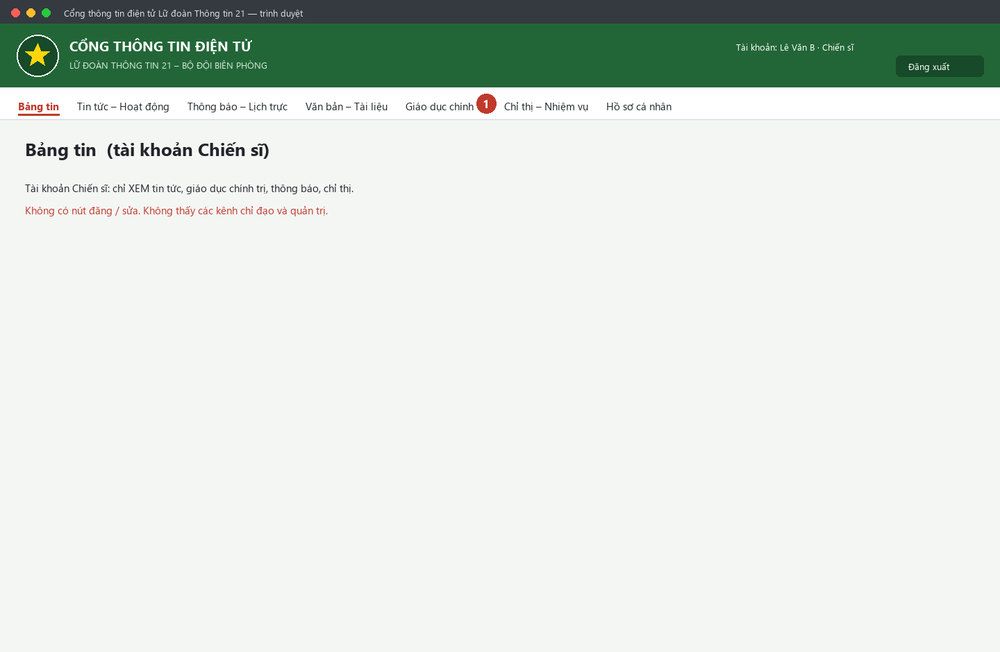 Cổng thông tin điện tử Lữ đoàn Thông tin 21 — trình duyệt
CỔNG THÔNG TIN ĐIỆN TỬ
LỮ ĐOÀN THÔNG TIN 21 – BỘ ĐỘI BIÊN PHÒNG
Tài khoản: Lê Văn B · Chiến sĩ
Đăng xuất
Bảng tin Tin tức – Hoạt động Thông báo – Lịch trực Văn bản – Tài liệu Giáo dục chính 1 Chỉ thị – Nhiệm vụ Hồ sơ cá nhân
Bảng tin (tài khoản Chiến sĩ)
Tài khoản Chiến sĩ: chỉ XEM tin tức, giáo dục chính trị, thông báo, chỉ thị.
Không có nút đăng / sửa. Không thấy các kênh chỉ đạo và quản trị.